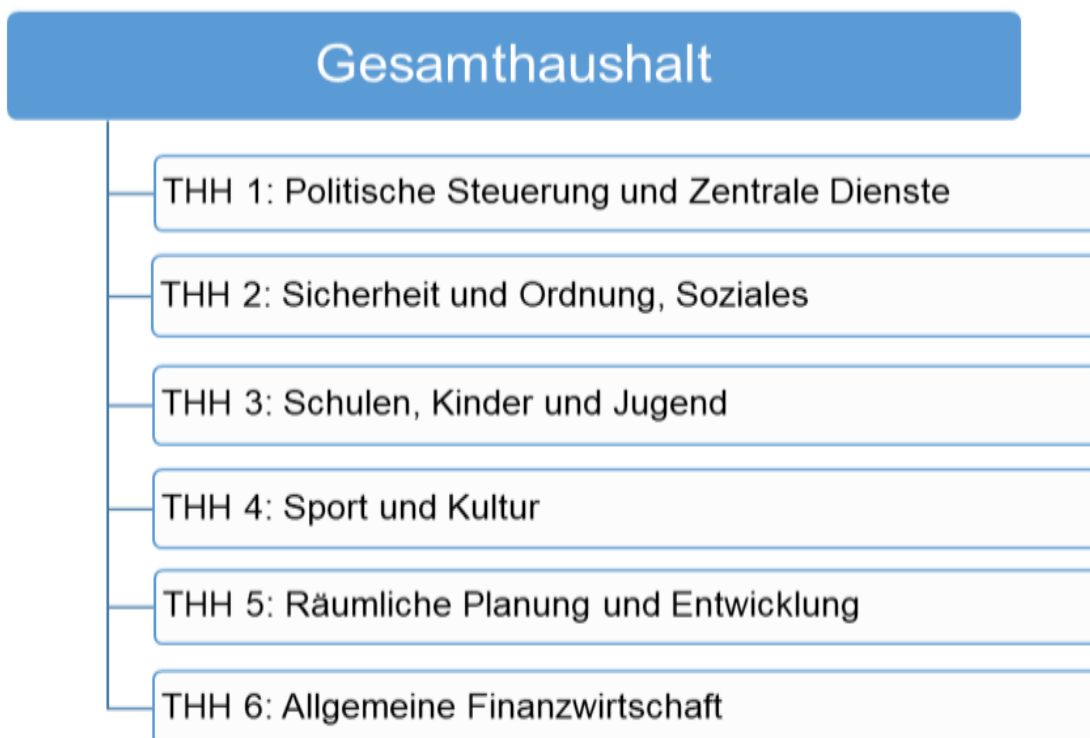 Gesamthaushalt
THH 1: Politische Steuerung und Zentrale Dienste
THH 2: Sicherheit und Ordnung, Soziales
THH 3: Schulen, Kinder und Jugend
THH 4: Sport und Kultur
THH 5: Räumliche Planung und Entwicklung
THH 6: Allgemeine Finanzwirtschaft